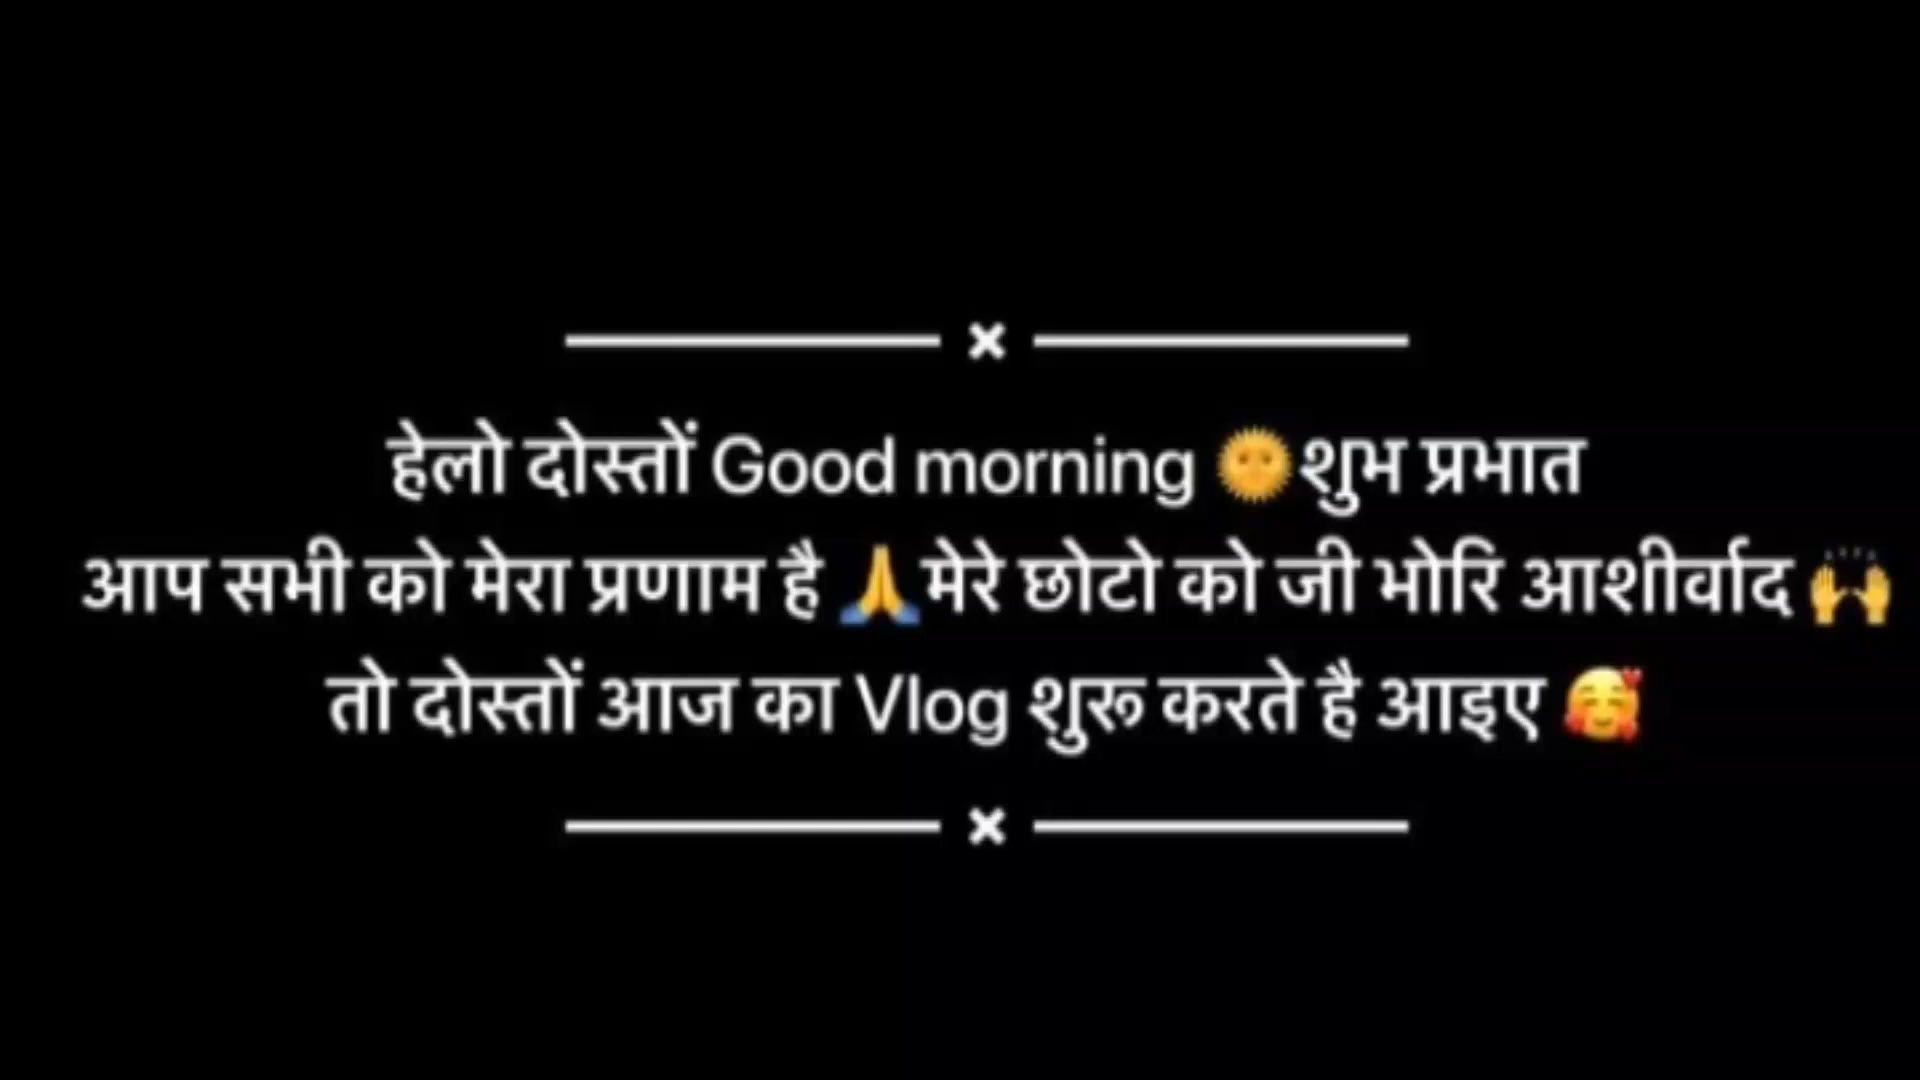 हेलो दोस्तों Good morning 🌞शुभ प्रभात
आप सभी को मेरा प्रणाम है 🙏मेरे छोटो को जी भोरि आशीर्वाद 🙌
तो दोस्तों आज का Vlog शुरू करते है आइए 🥰